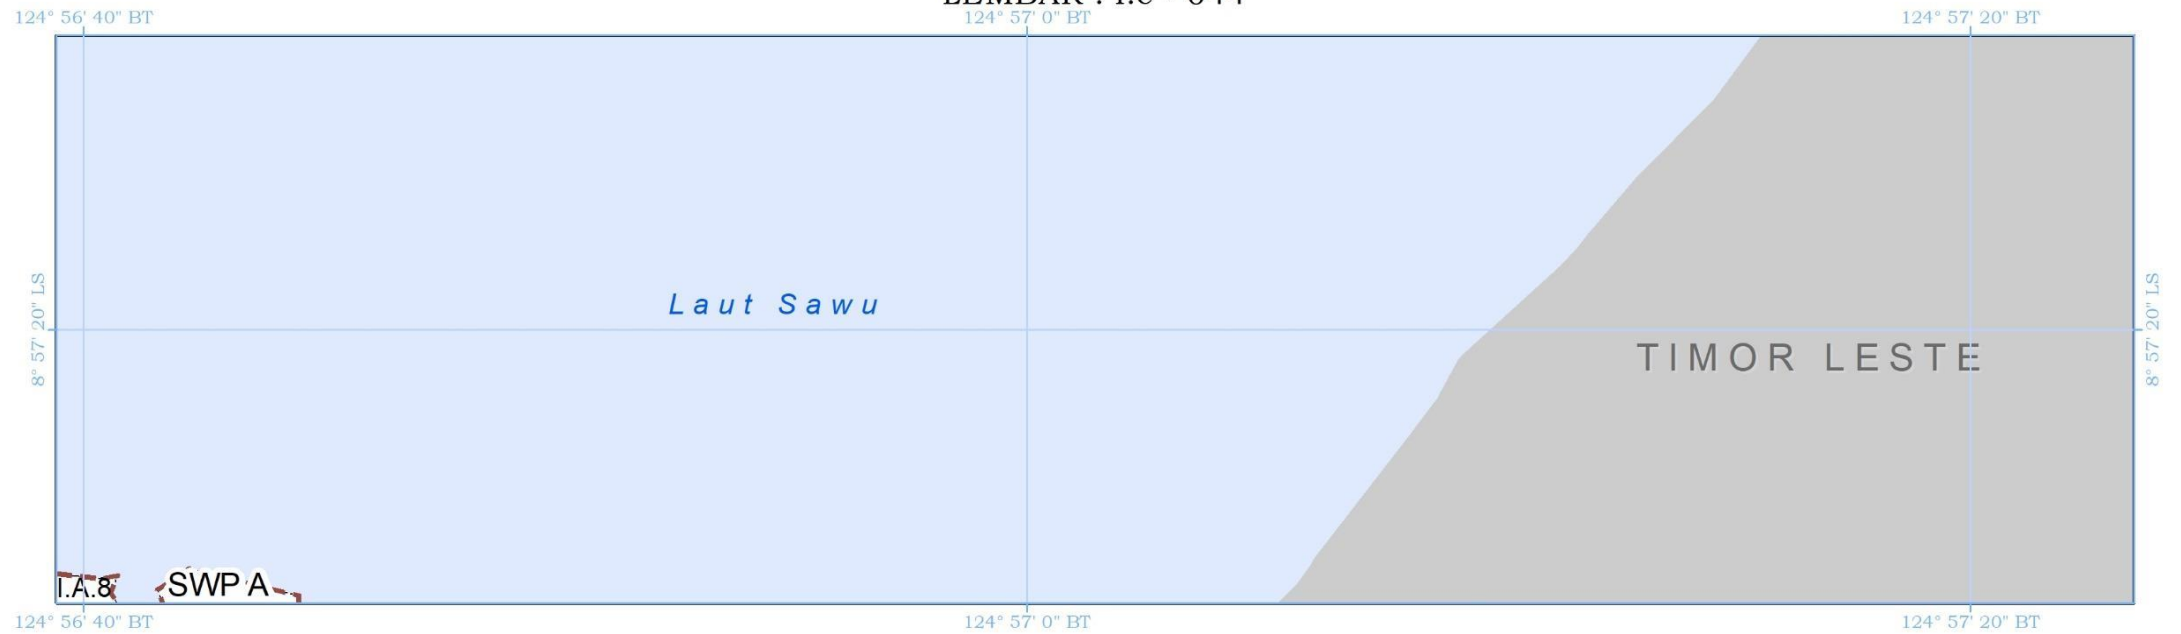 124° 56' 40" BT
124° 57' 0" BT
124° 57' 20" BT
8° 57' 20" LS
Laut Sawu
8° 57' 20" LS
TIMOR LESTE
I.A.8
SWP A
124° 56' 40" BT
124° 57' 0" BT
124° 57' 20" BT